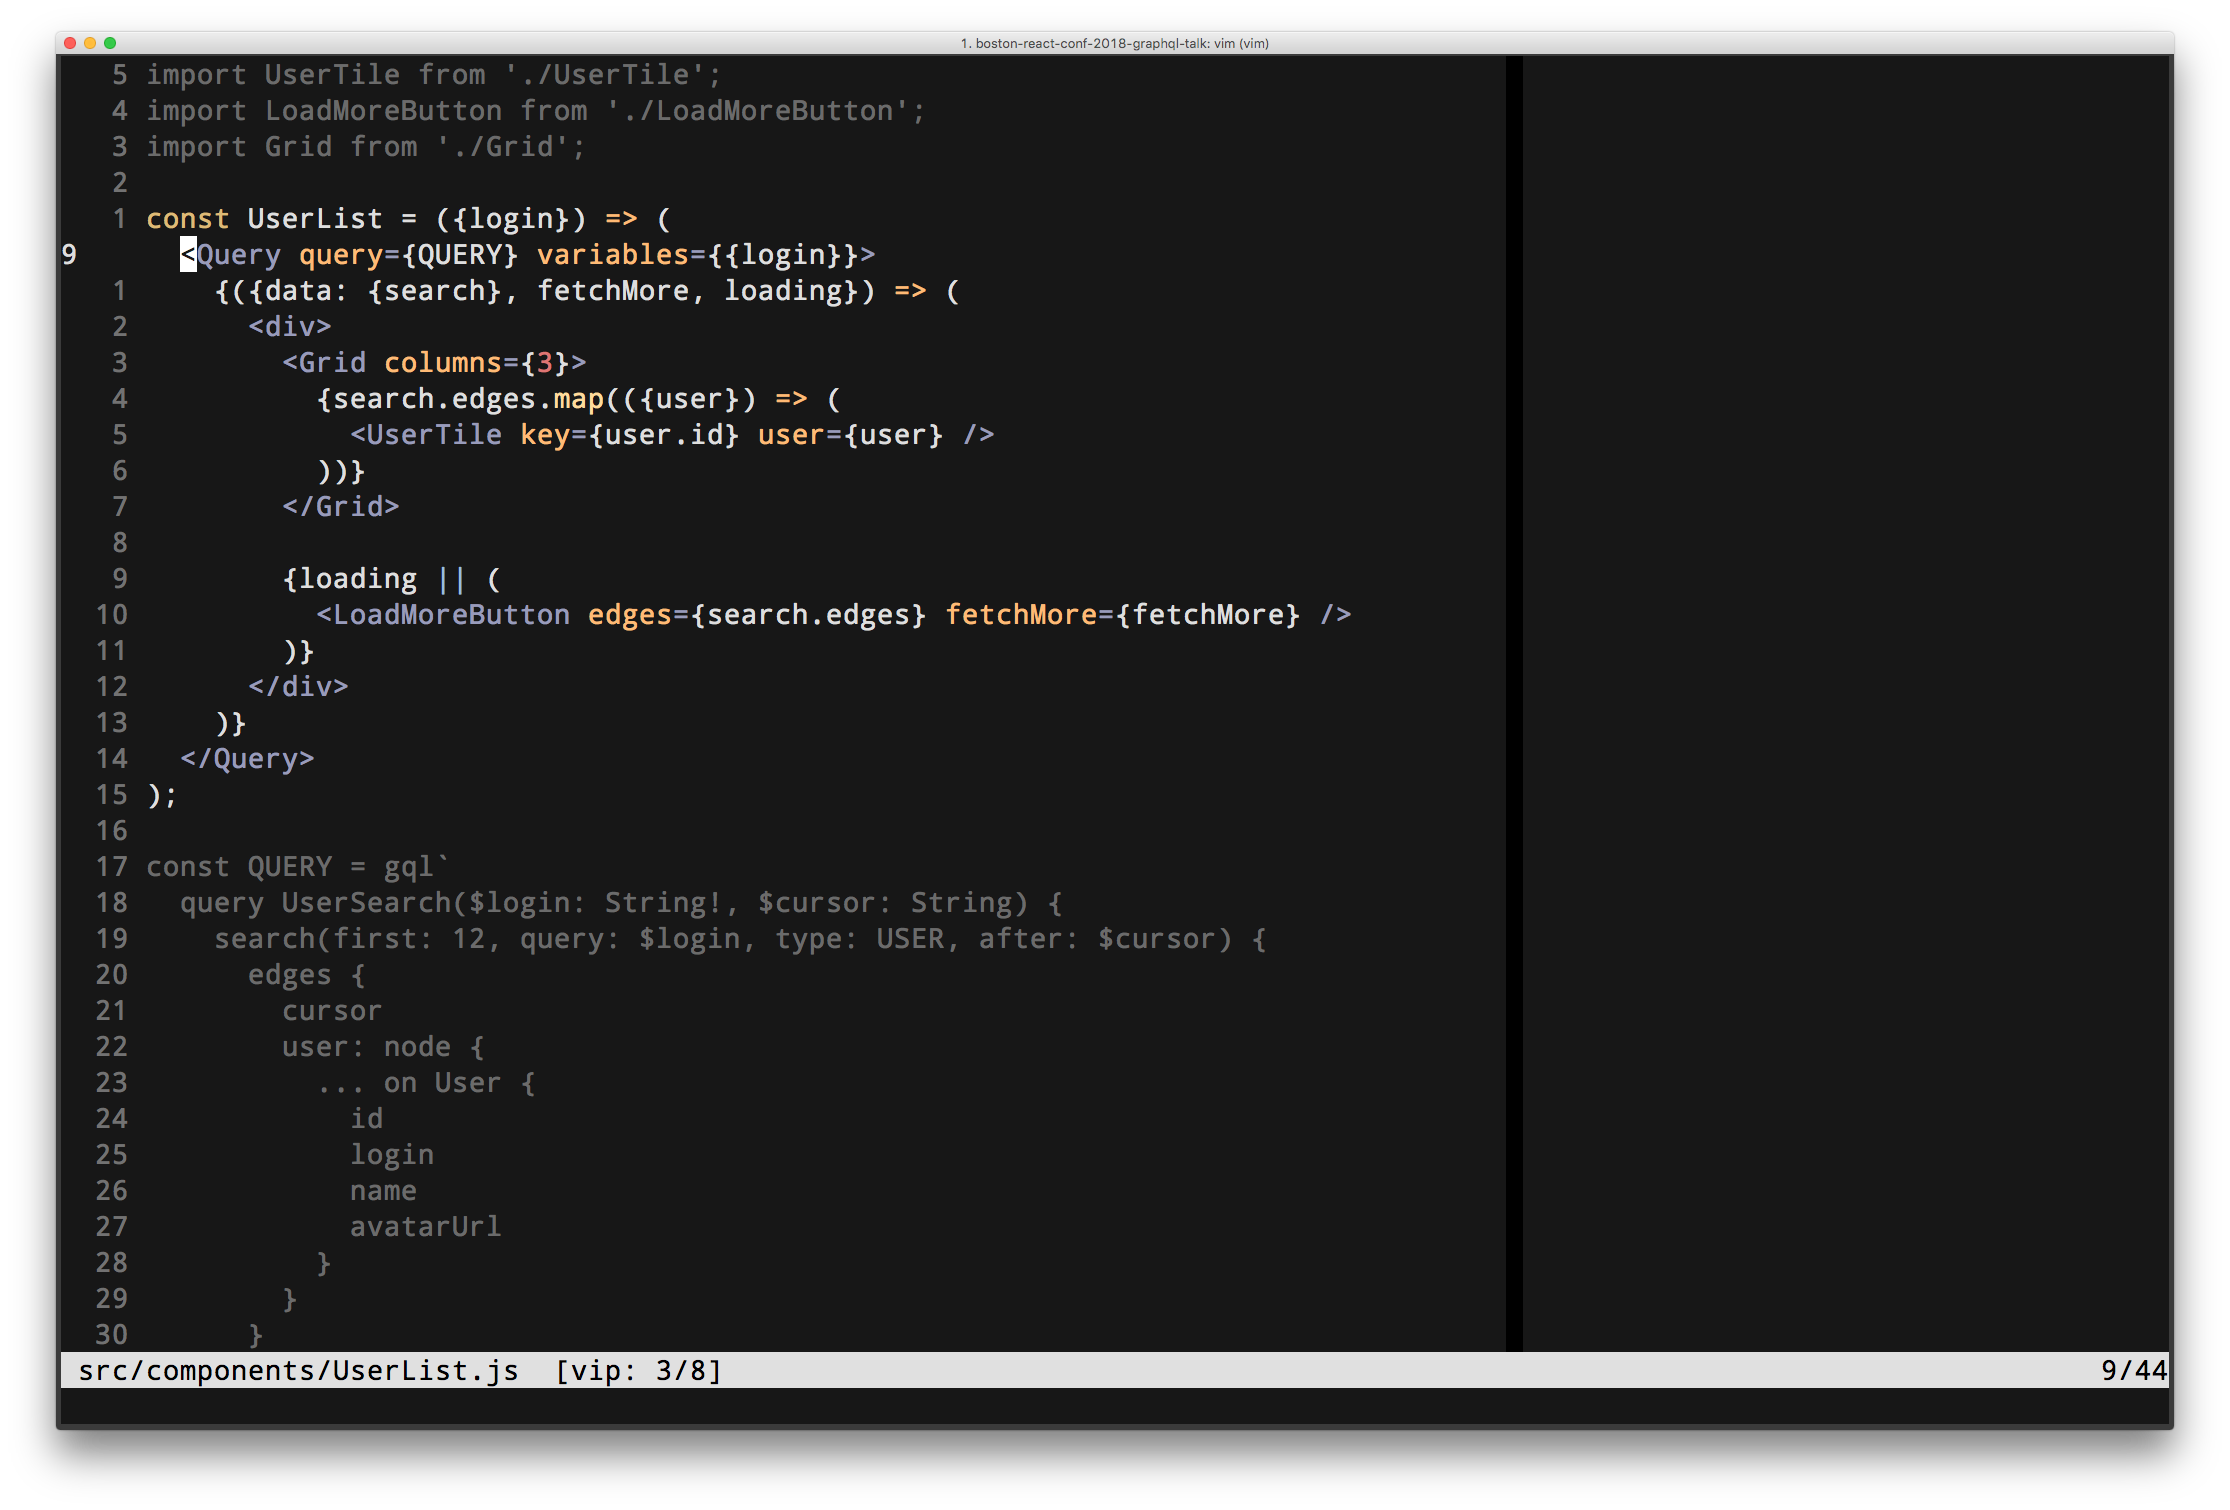 1. boston-react-conf-2018-graphql-talk: vim (vim)
5 import UserTile from './UserTile';
4 import LoadMoreButton from './LoadMoreButton';
3 import Grid from './Grid';
2
1 const UserList = ({login}) => (
9 <Query query={QUERY} variables={{login}}>
1 {({data: {search}, fetchMore, loading}) => (
2 <div>
3 <Grid columns={3}>
4 {search.edges.map(({user}) => (
5 <UserTile key={user.id} user={user} />
6 ))}
7 </Grid>
8
9 {loading || (
10 <LoadMoreButton edges={search.edges} fetchMore={fetchMore} />
11 )}
12 </div>
13 )}
14 </Query>
15 );
16
17 const QUERY = gql`
18 query UserSearch($login: String!, $cursor: String) {
19 search(first: 12, query: $login, type: USER, after: $cursor) {
20 edges {
21 cursor
22 user: node {
23 ... on User {
24 id
25 login
26 name
27 avatarUrl
28 }
29 }
30 }
src/components/UserList.js [vip: 3/8] 9/44